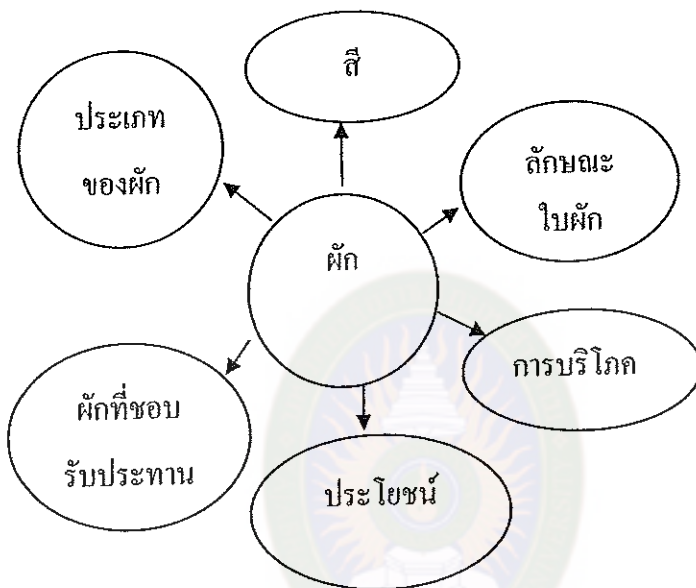 สี
ประเภท
ของผัก
ลักษณะ
ใบผัก
ผัก
การบริโภค
ผักที่ชอบ
รับประทาน
ประโยชน์